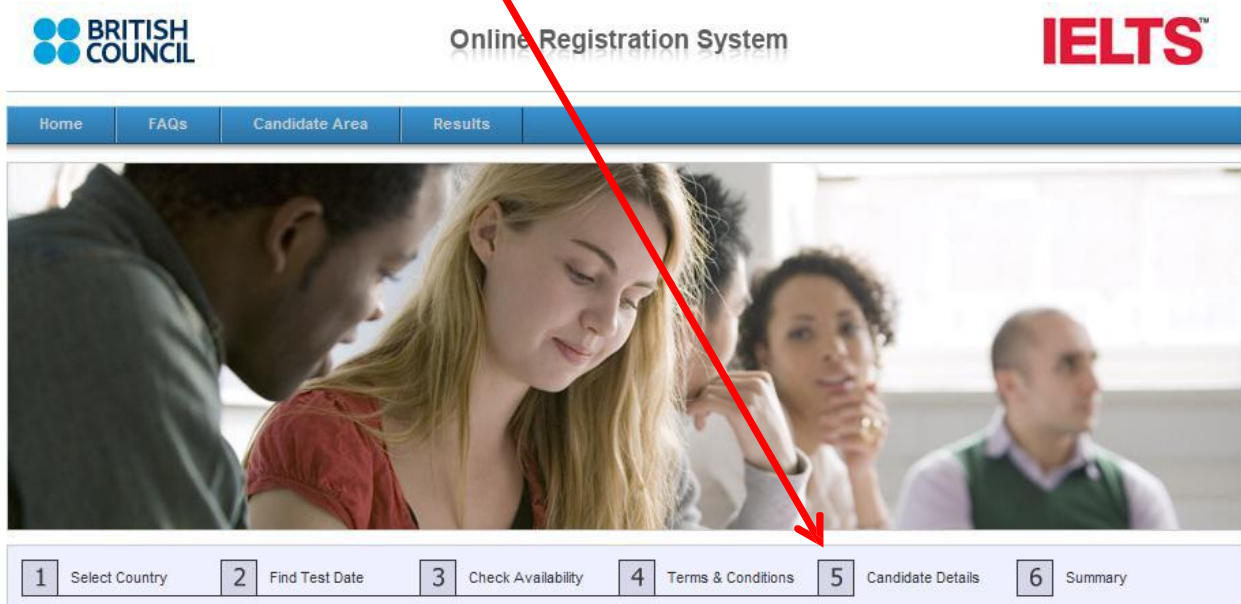 BRITISH
COUNCIL
Online Registration System
IELTS™
Home FAQs Candidate Area Results
1 Select Country 2 Find Test Date 3 Check Availability 4 Terms & Conditions 5 Candidate Details 6 Summary